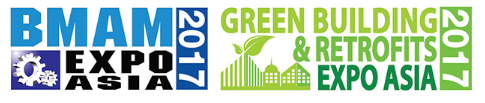 BMAM
EXPO
ASIA
2017
GREEN BUILDING
& RETROFITS
EXPO ASIA
2017